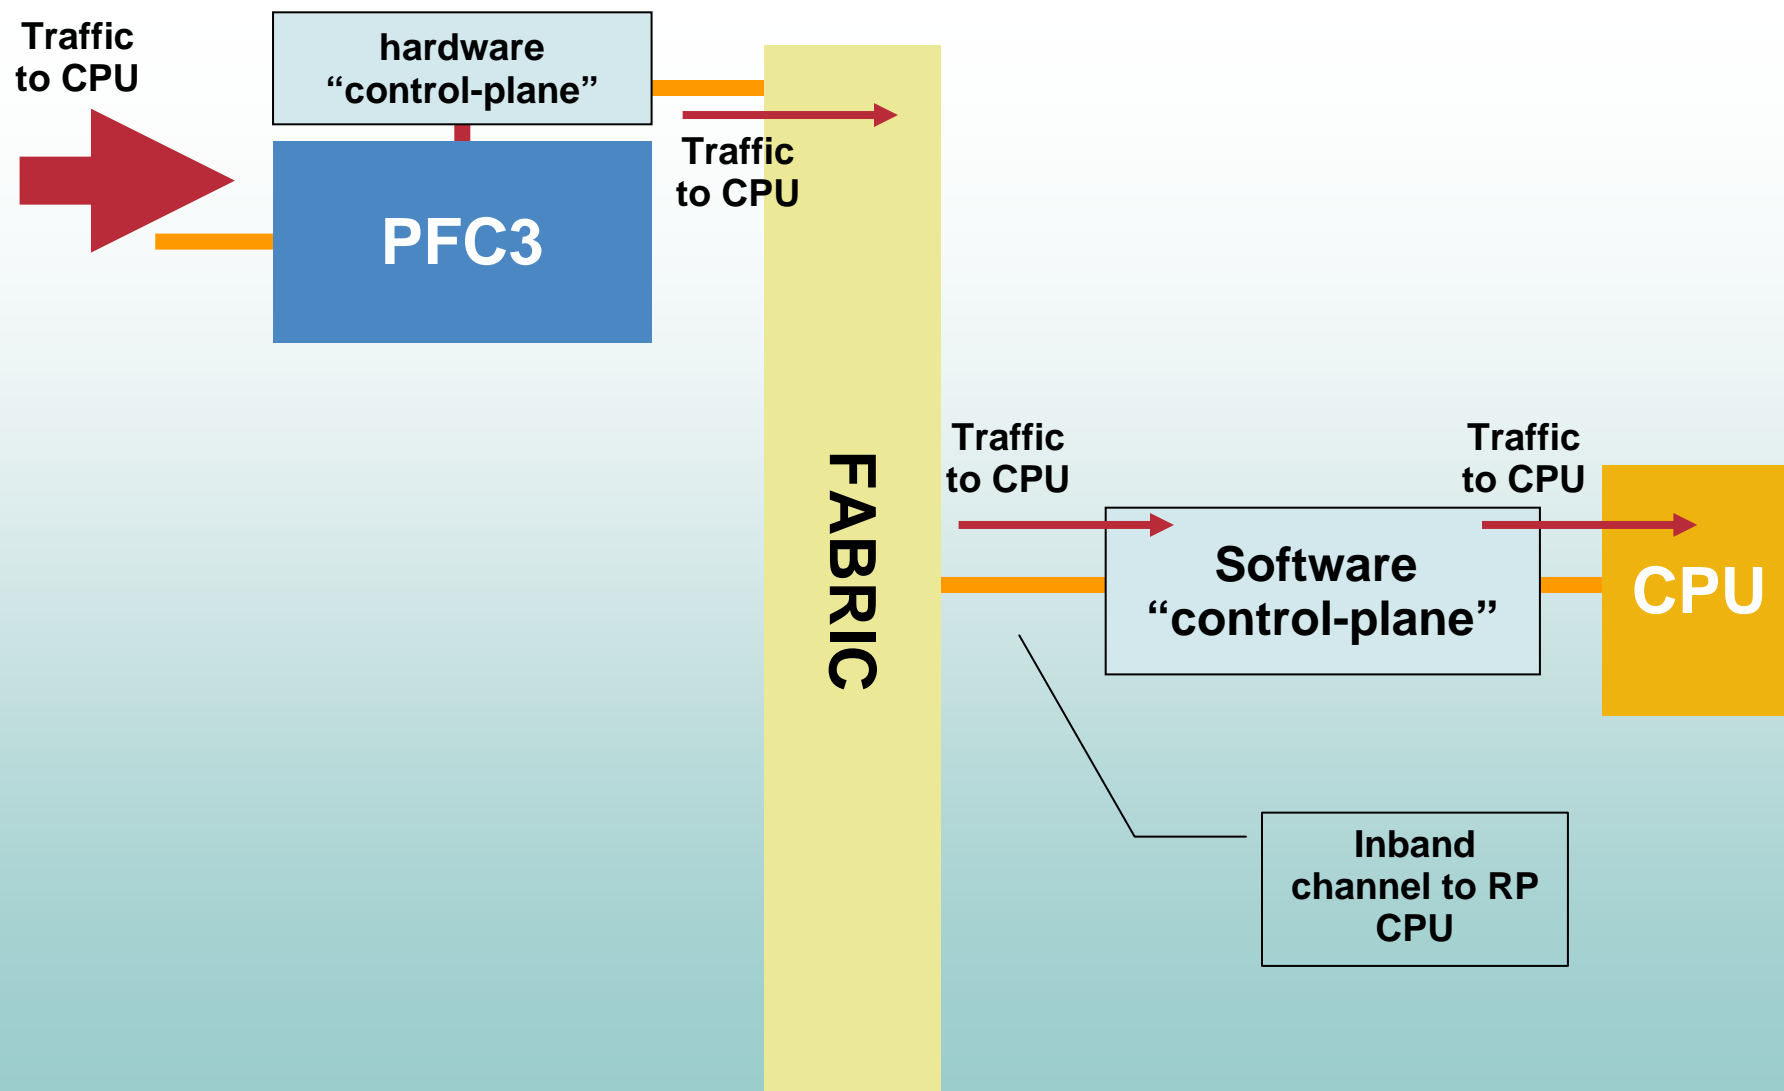 Traffic
to CPU
hardware
“control-plane”
Traffic
to CPU
PFC3
FABRIC
Traffic
to CPU
Traffic
to CPU
Software
“control-plane”
CPU
Inband
channel to RP
CPU